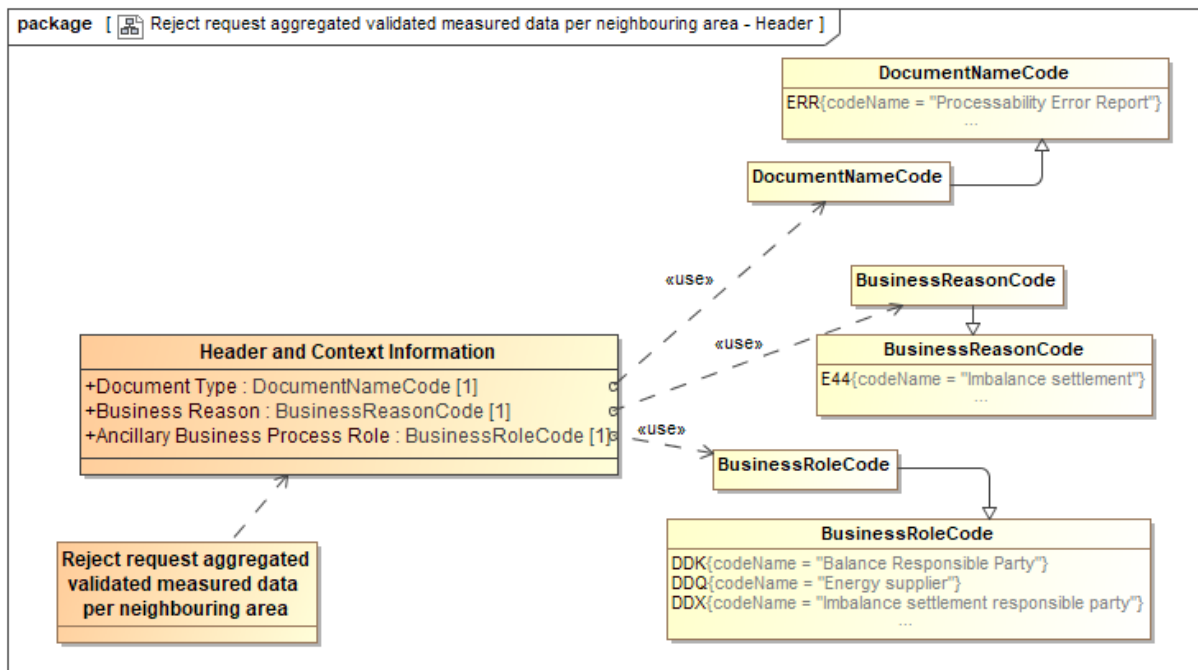 package [ Reject request aggregated validated measured data per neighbouring area - Header ]
DocumentNameCode
ERR{codeName = "Processability Error Report"}
...
DocumentNameCode
«use»
BusinessReasonCode
«use»
BusinessReasonCode
E44{codeName = "Imbalance settlement"}
...
Header and Context Information
+Document Type : DocumentNameCode [1]
+Business Reason : BusinessReasonCode [1]
+Ancillary Business Process Role : BusinessRoleCode [1]
«use»
BusinessRoleCode
BusinessRoleCode
DDK{codeName = "Balance Responsible Party"}
DDQ{codeName = "Energy supplier"}
DDX{codeName = "Imbalance settlement responsible party"}
...
Reject request aggregated
validated measured data
per neighbouring area